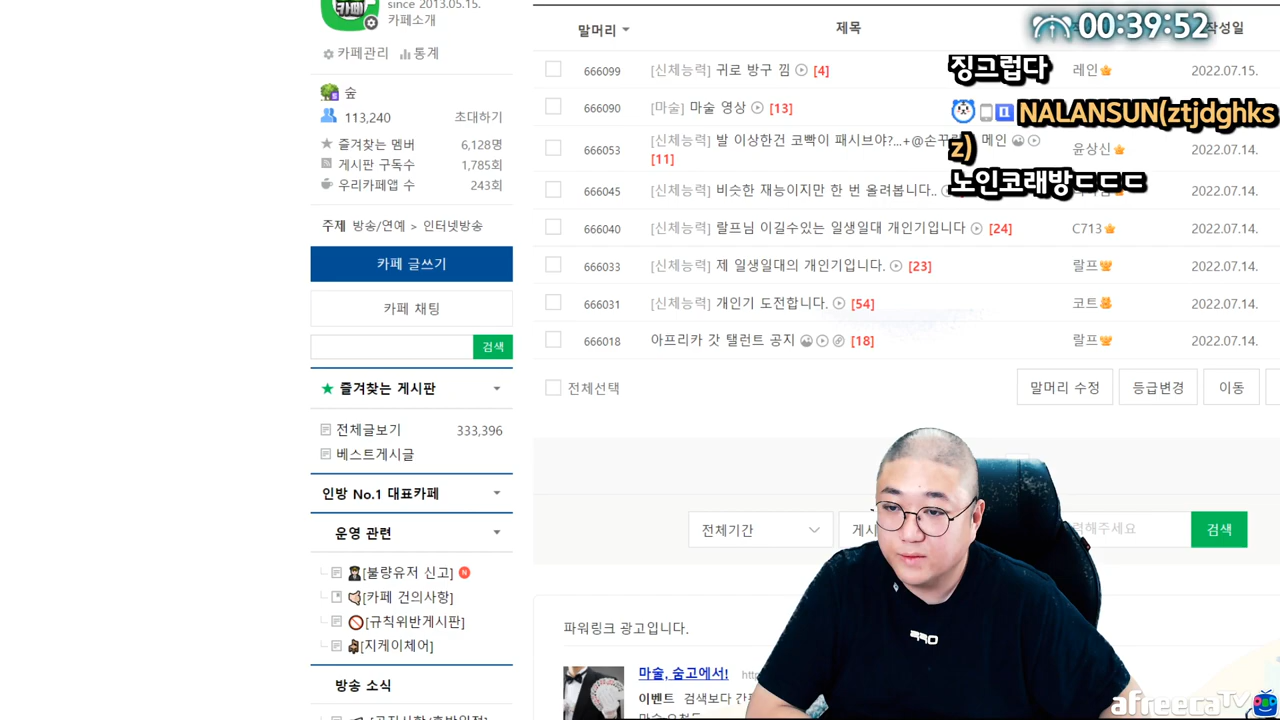 since 2013.05.15.
카페
카페소개
카페관리 통계
숲
113,240 초대하기
즐겨찾는 멤버 6,128명
게시판 구독수 1,785회
우리카페앱 수 243회
주제 방송/연예 > 인터넷방송
카페 글쓰기
카페 채팅
검색
★ 즐겨찾는 게시판
전체글보기 333,396
베스트게시글
인방 No.1 대표카페
운영 관련
[불량유저 신고] N
[카페 건의사항]
[규칙위반게시판]
[지케이체어]
방송 소식
말머리 제목 작성일
00:39:52
666099 [신체능력] 귀로 방구 낌 [4] 레인 2022.07.15.
666090 [마술] 마술 영상 [13]
666053 [신체능력] 발 이상한건 코빡이 패시브야?...+@손꾸 메인 윤상신 2022.07.14.
[11]
666045 [신체능력] 비슷한 재능이지만 한 번 올려봅니다.. 2022.07.14.
666040 [신체능력] 랄프님 이길수있는 일생일대 개인기입니다 [24] C713 2022.07.14.
666033 [신체능력] 제 일생일대의 개인기입니다. [23] 랄프 2022.07.14.
666031 [신체능력] 개인기 도전합니다. [54] 코트 2022.07.14.
666018 아프리카 갓 탤런트 공지 [18] 랄프 2022.07.14.
징그럽다
NALANSUN(ztjdghks
z)
노인코래방ㄷㄷㄷ
전체선택 말머리 수정 등급변경 이동
전체기간 게시 력해주세요 검색
파워링크 광고입니다.
마술, 숨고에서!
이벤트 검색보다 간
afreecaTV